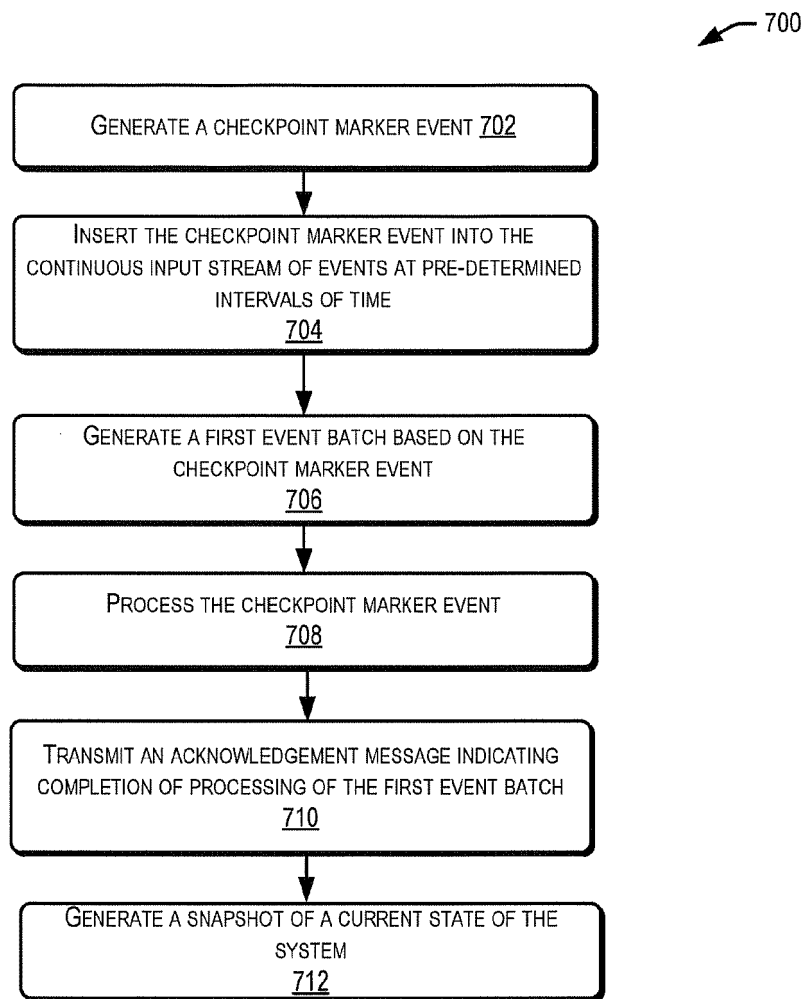 700
GENERATE A CHECKPOINT MARKER EVENT 702
INSERT THE CHECKPOINT MARKER EVENT INTO THE
CONTINUOUS INPUT STREAM OF EVENTS AT PRE-DETERMINED
INTERVALS OF TIME
704
GENERATE A FIRST EVENT BATCH BASED ON THE
CHECKPOINT MARKER EVENT
706
PROCESS THE CHECKPOINT MARKER EVENT
708
TRANSMIT AN ACKNOWLEDGEMENT MESSAGE INDICATING
COMPLETION OF PROCESSING OF THE FIRST EVENT BATCH
710
GENERATE A SNAPSHOT OF A CURRENT STATE OF THE
SYSTEM
712